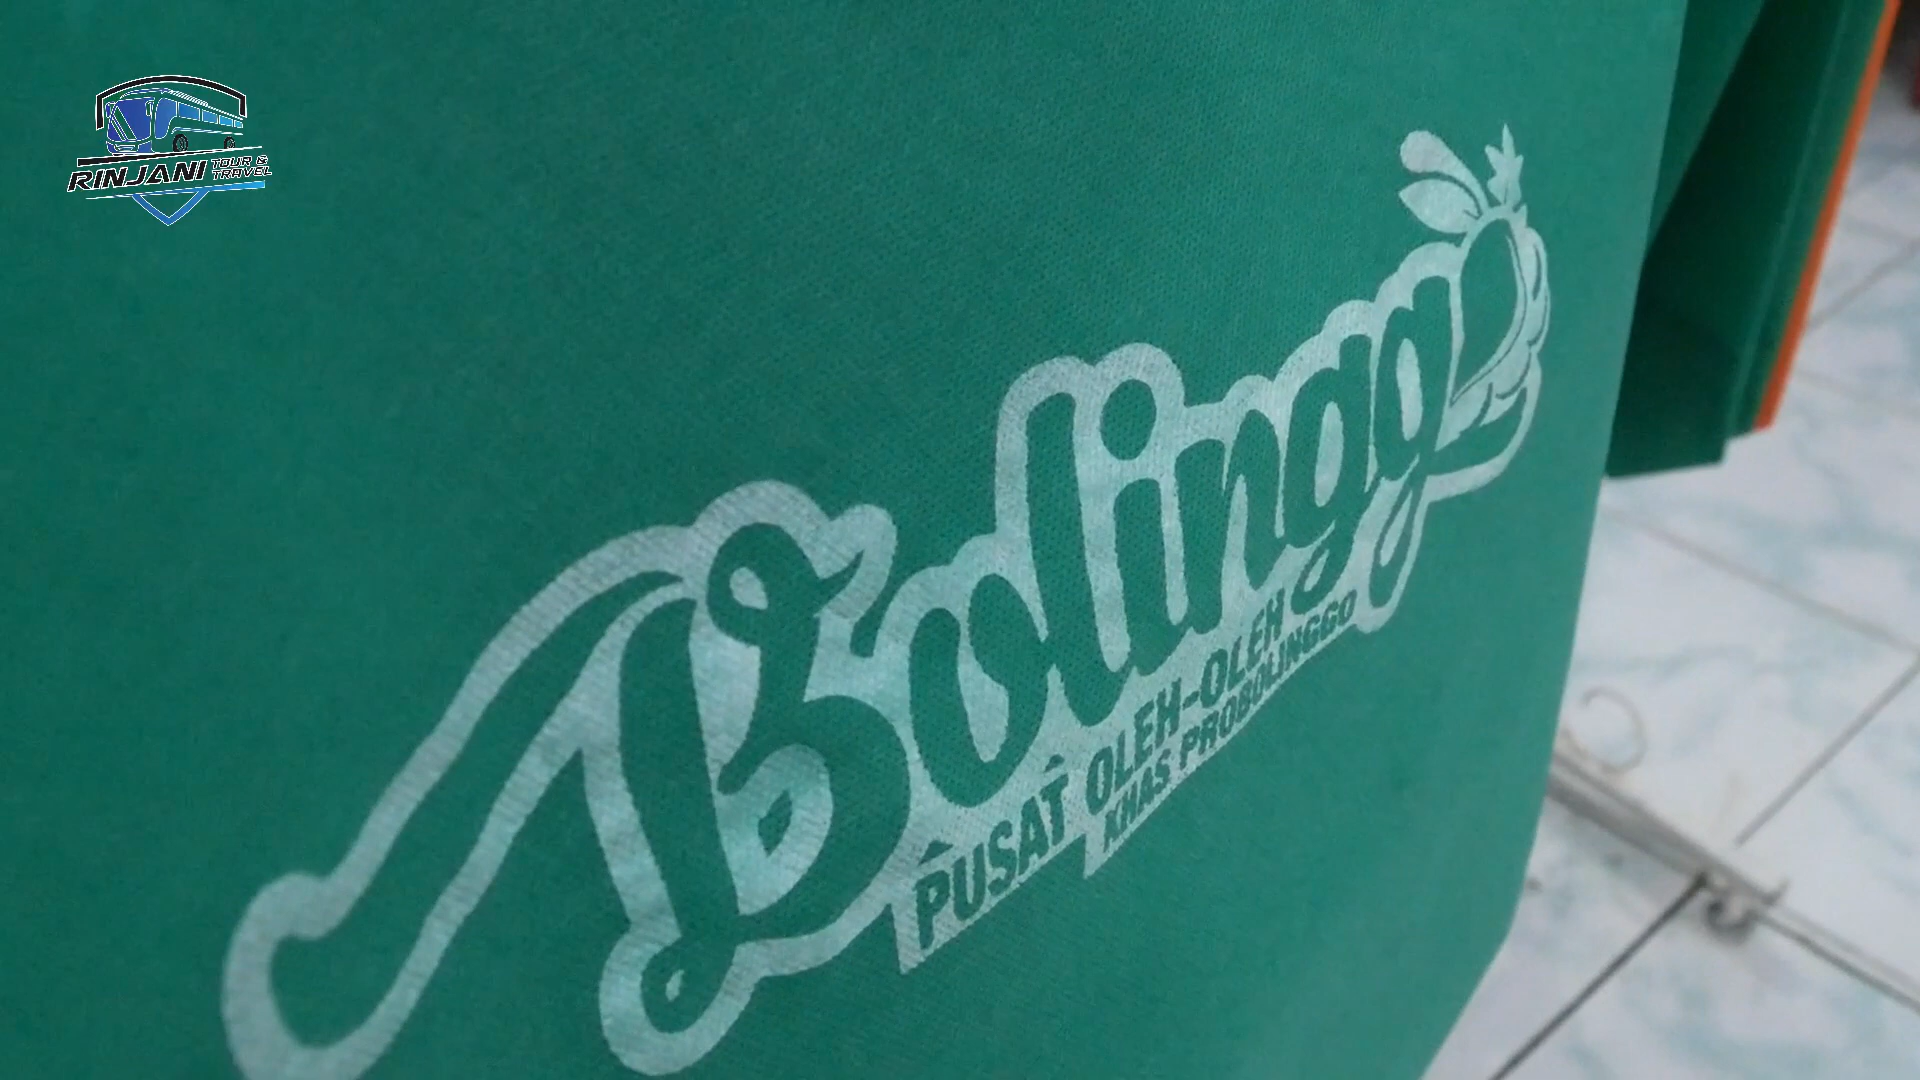 RINJANI TOUR &
TRAVEL
Bolinggo
PUSAT OLEH-OLEH
KHAS PROBOLINGGO